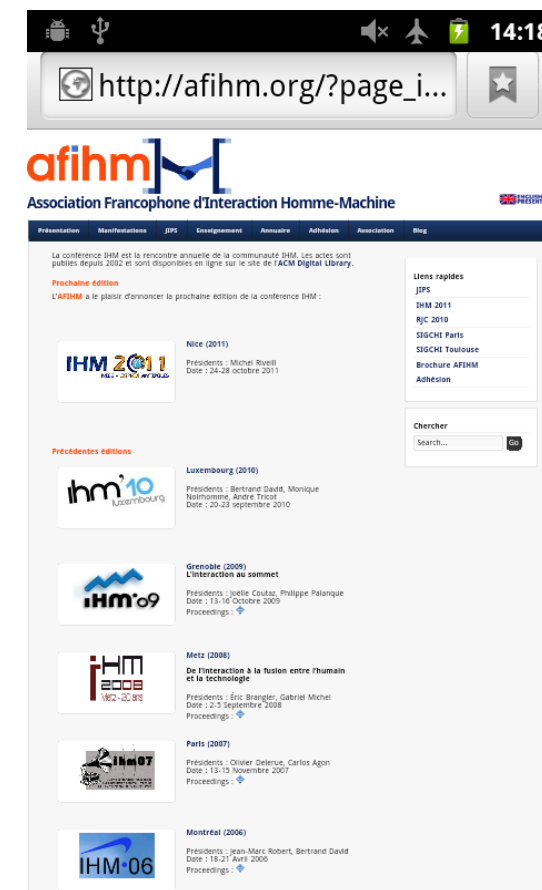 14:18
http://afihm.org/?page_i...
afihm
Association Francophone d'Interaction Homme-Machine
ENGLISH
PRESENT
Présentation Manifestations JIPS Enseignement Annuaire Adhésion Association Blog
La conférence IHM est la rencontre annuelle de la communauté IHM. Les actes sont
publiés depuis 2002 et sont disponibles en ligne sur le site de l'ACM Digital Library.
Prochaine édition
L'AFIHM a le plaisir d'annoncer la prochaine édition de la conférence IHM :
IHM 2011
Nice (2011)
Présidents : Michel Riveill
Date : 24-28 octobre 2011
Précédentes éditions
ihm'10
luxembourg
Luxembourg (2010)
Présidents : Bertrand David, Monique
Noirhomme, André Tricot
Date : 20-23 septembre 2010
iHM'09
Grenoble (2009)
L'interaction au sommet
Présidents : Joëlle Coutaz, Philippe Palanque
Date : 13-16 Octobre 2009
Proceedings :
iHM
2008
Metz - 20 ans
Metz (2008)
De l'interaction à la fusion entre l'humain
et la technologie
Présidents : Éric Brangier, Gabriel Michel
Date : 2-5 Septembre 2008
Proceedings :
ihm07
Paris (2007)
Présidents : Olivier Delerue, Carlos Agon
Date : 13-15 Novembre 2007
Proceedings :
IHM·06
Montréal (2006)
Présidents : Jean-Marc Robert, Bertrand David
Date : 18-21 Avril 2006
Proceedings :
Liens rapides
JIPS
IHM 2011
RJC 2010
SIGCHI Paris
SIGCHI Toulouse
Brochure AFIHM
Adhésion
Chercher
Search...
Go